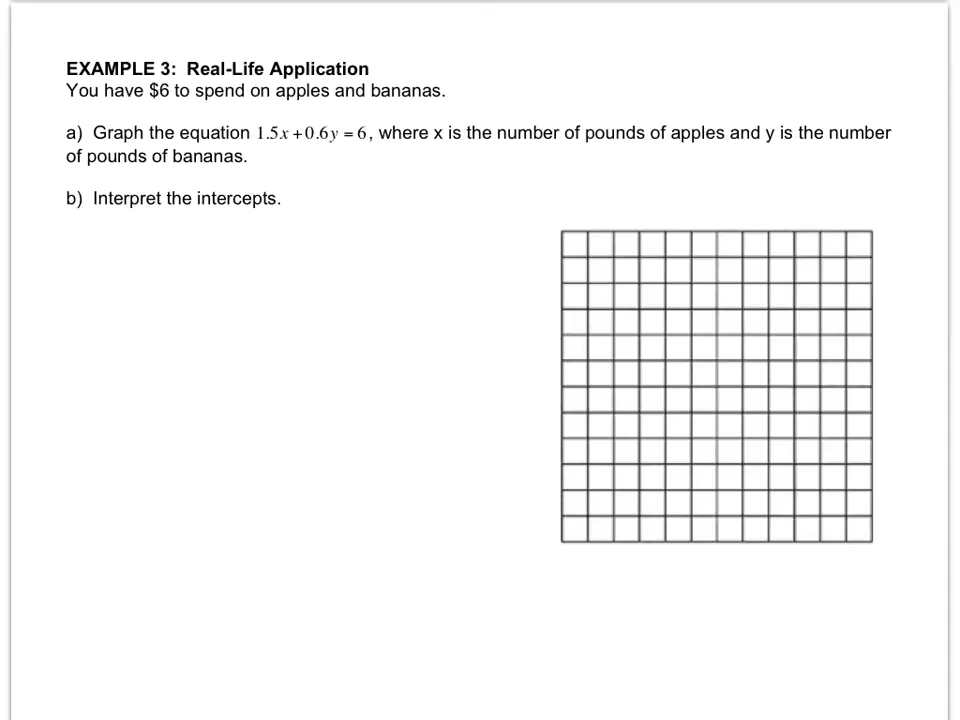 EXAMPLE 3: Real-Life Application
You have $6 to spend on apples and bananas.
a) Graph the equation 1.5x + 0.6y = 6, where x is the number of pounds of apples and y is the number
of pounds of bananas.
b) Interpret the intercepts.